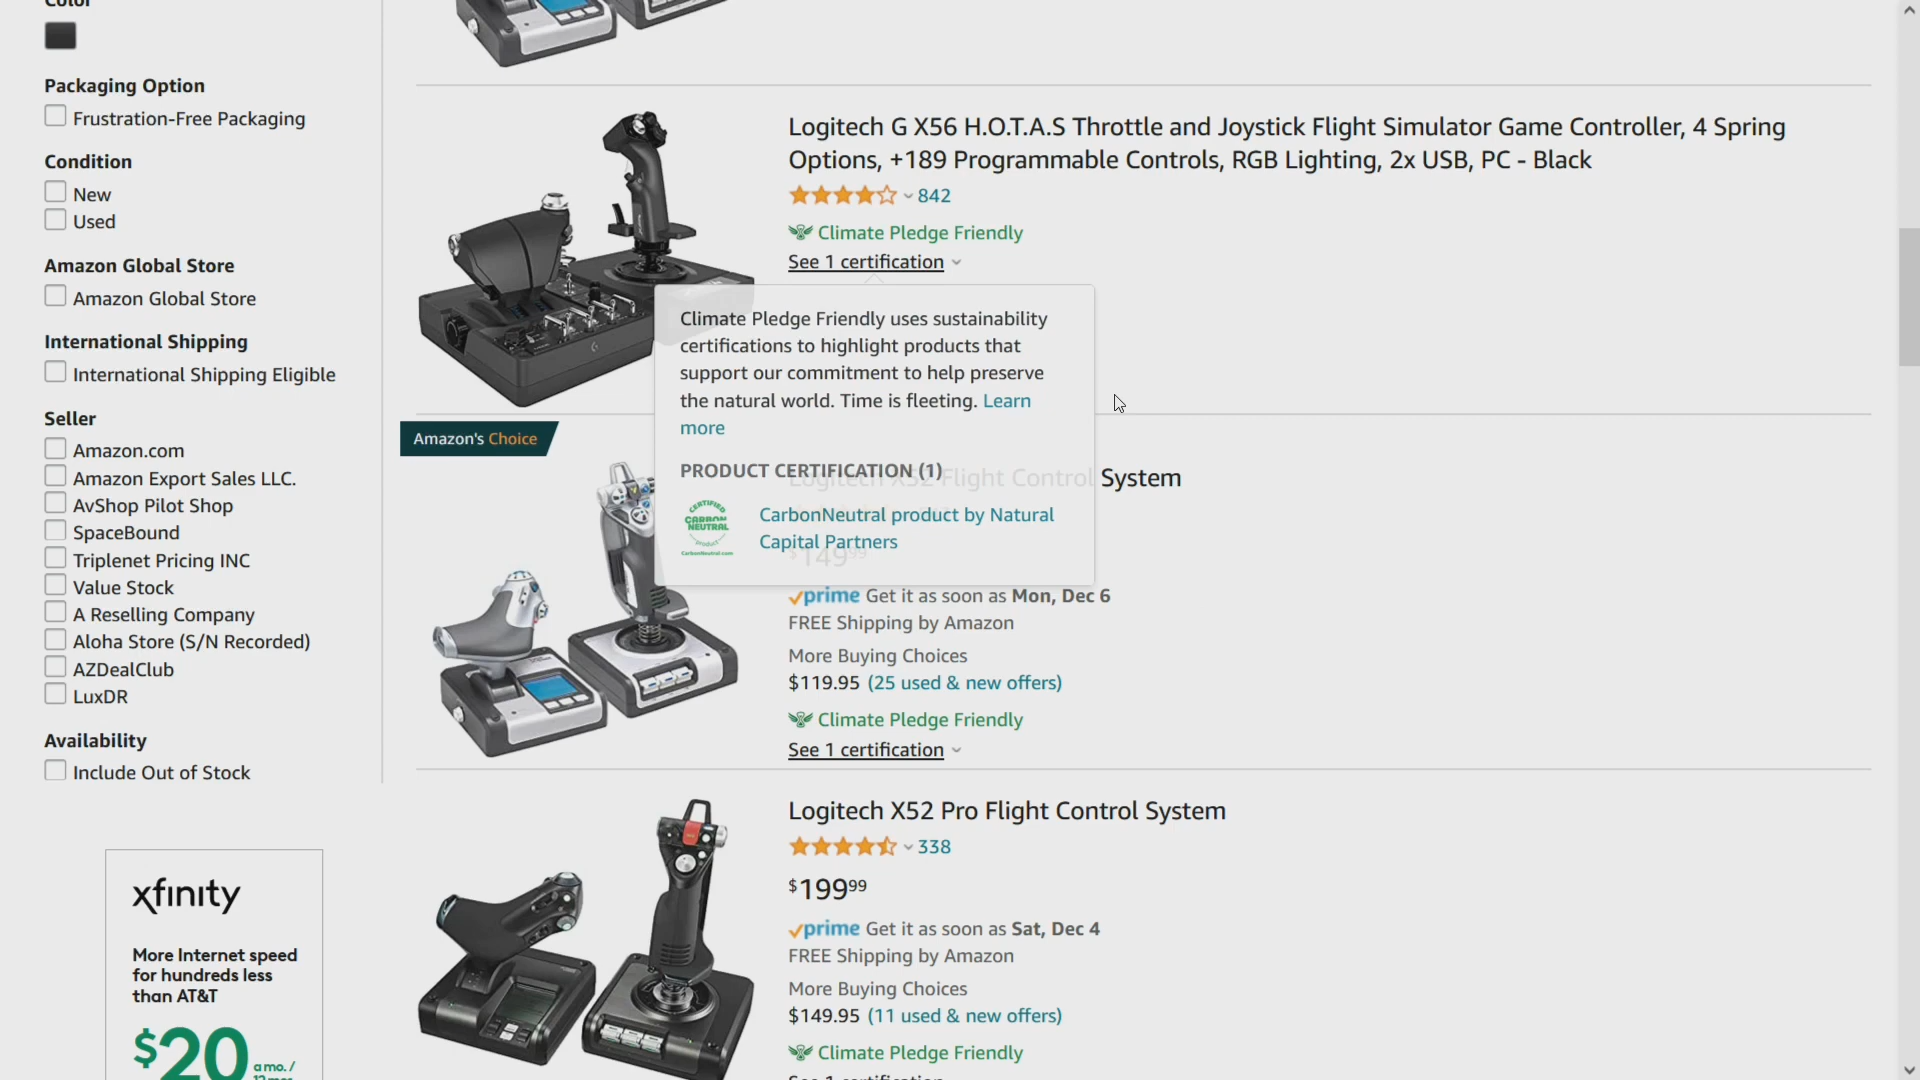 Color
Packaging Option
Frustration-Free Packaging
Condition
New
Used
Amazon Global Store
Amazon Global Store
International Shipping
International Shipping Eligible
Seller
Amazon.com
Amazon Export Sales LLC.
AvShop Pilot Shop
SpaceBound
Triplenet Pricing INC
Value Stock
A Reselling Company
Aloha Store (S/N Recorded)
AZDealClub
LuxDR
Availability
Include Out of Stock
xfinity
More Internet speed
for hundreds less
than AT&T
$20 a mo. /
Logitech G X56 H.O.T.A.S Throttle and Joystick Flight Simulator Game Controller, 4 Spring
Options, +189 Programmable Controls, RGB Lighting, 2x USB, PC - Black
842
Climate Pledge Friendly
See 1 certification
Climate Pledge Friendly uses sustainability
certifications to highlight products that
support our commitment to help preserve
the natural world. Time is fleeting. Learn
more
PRODUCT CERTIFICATION (1)
CERTIFIED
CARBON
NEUTRAL
product
CarbonNeutral.com
CarbonNeutral product by Natural
Capital Partners
Amazon's Choice
Logitech X52 Flight Control System
$149.99
prime Get it as soon as Mon, Dec 6
FREE Shipping by Amazon
More Buying Choices
$119.95 (25 used & new offers)
Climate Pledge Friendly
See 1 certification
Logitech X52 Pro Flight Control System
338
$199 99
prime Get it as soon as Sat, Dec 4
FREE Shipping by Amazon
More Buying Choices
$149.95 (11 used & new offers)
Climate Pledge Friendly
See 1 certification